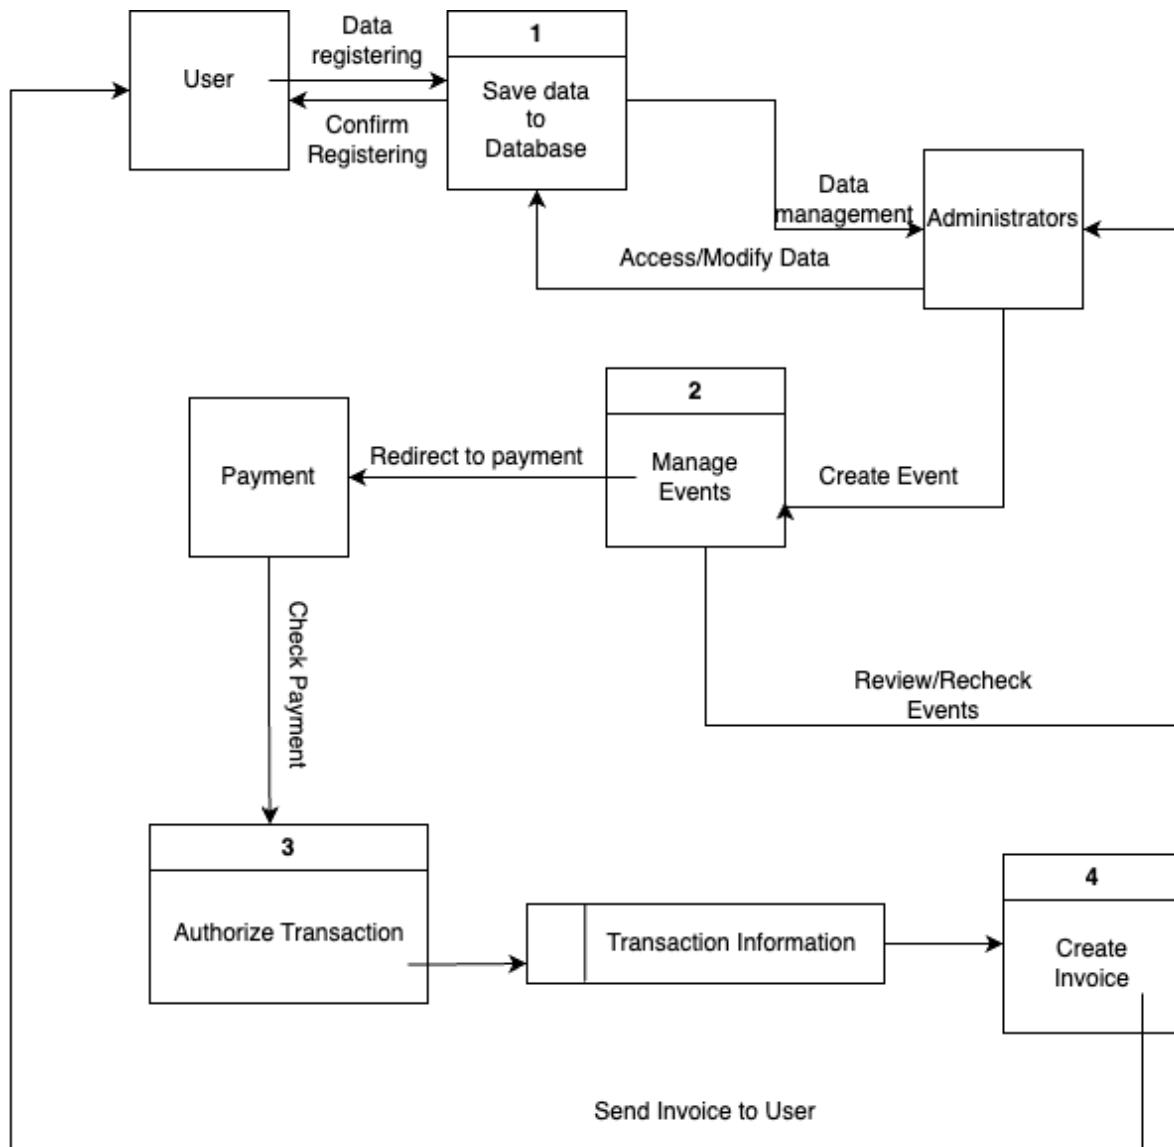 Data
registering
1
User
Save data
to
Database
Confirm
Registering
Data
management
Administrators
Access/Modify Data
2
Redirect to payment
Payment
Manage
Events
Create Event
Check Payment
Review/Recheck
Events
3
4
Authorize Transaction
Transaction Information
Create
Invoice
Send Invoice to User